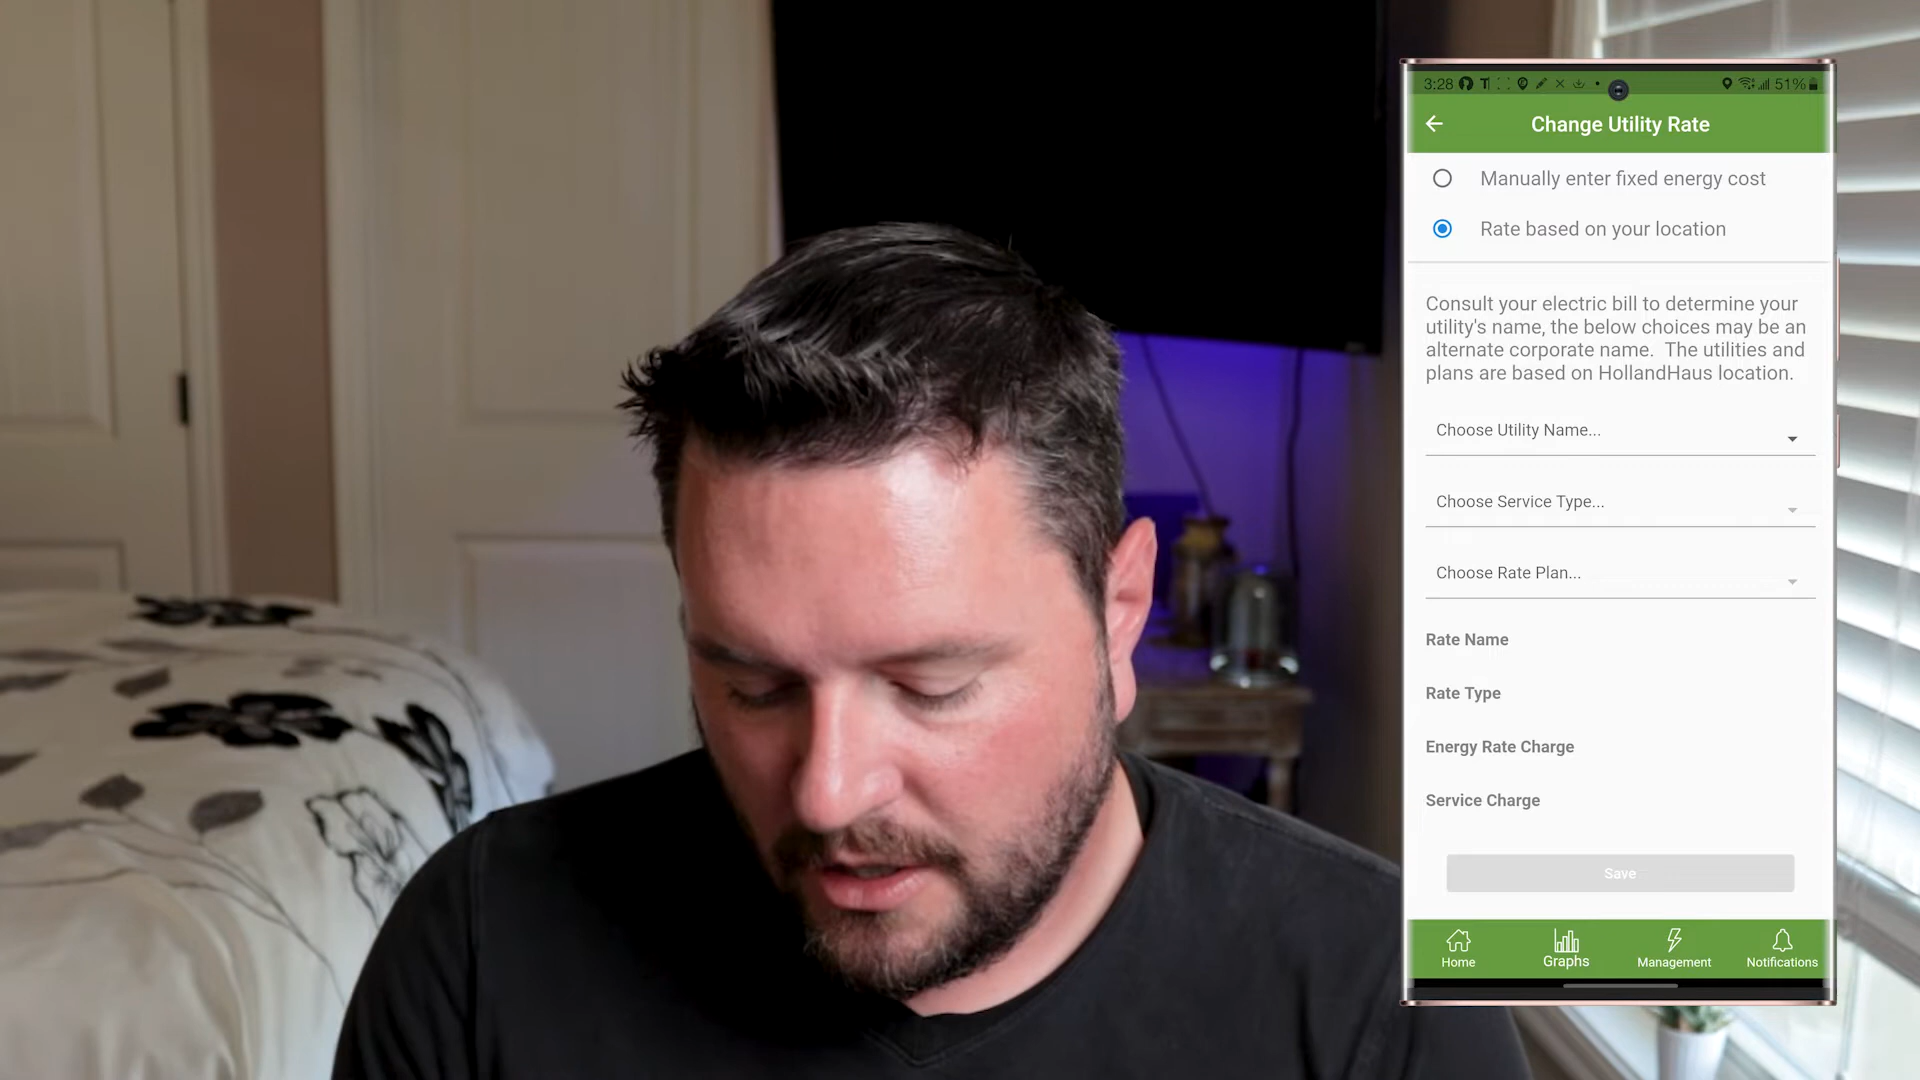 3:28
51%
Change Utility Rate
Manually enter fixed energy cost
Rate based on your location
Consult your electric bill to determine your
utility's name, the below choices may be an
alternate corporate name.  The utilities and
plans are based on HollandHaus location.
Choose Utility Name...
Choose Service Type...
Choose Rate Plan...
Rate Name
Rate Type
Energy Rate Charge
Service Charge
Save
Home
Graphs
Management
Notifications